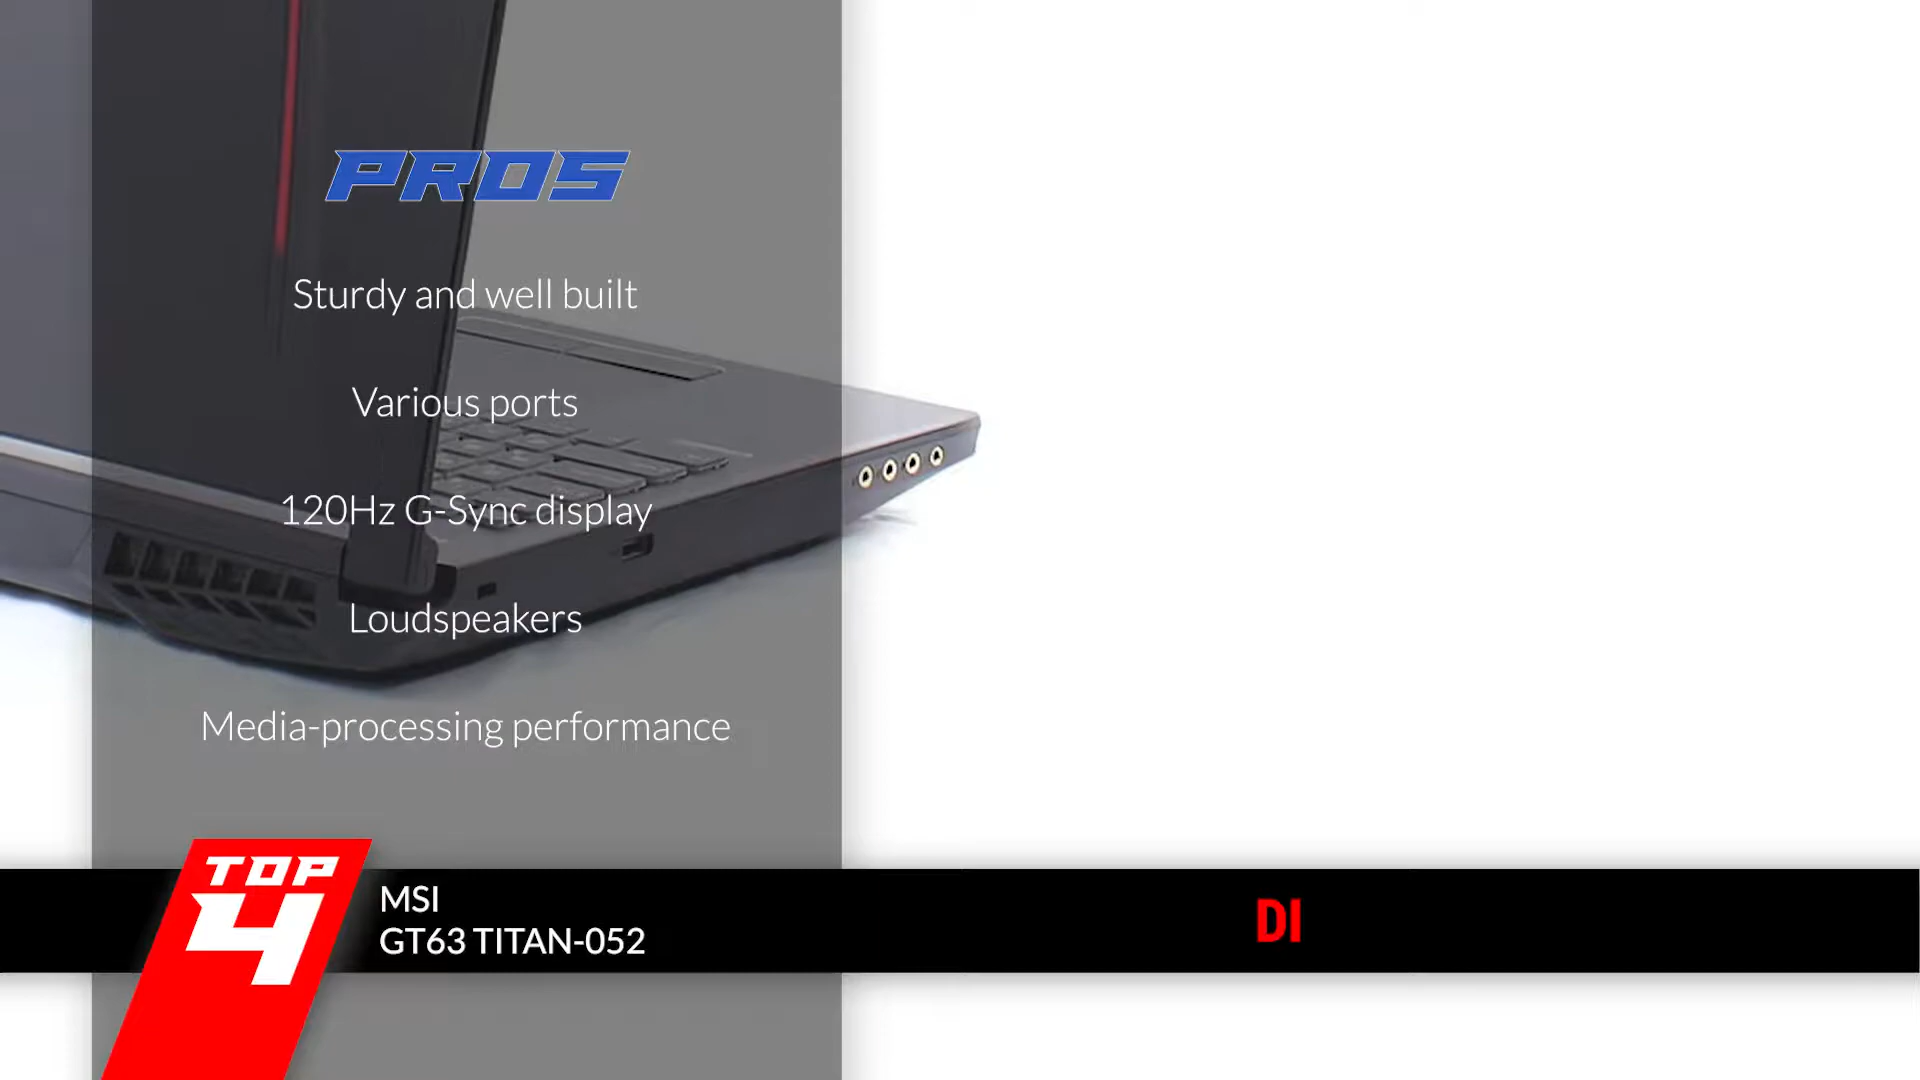 PROS
Sturdy and well built
Various ports
120Hz G-Sync display
Loudspeakers
Media-processing performance
TOP
4
MSI
GT63 TITAN-052
DI